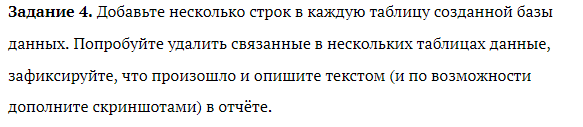 Задание 4. Добавьте несколько строк в каждую таблицу созданной базы
данных. Попробуйте удалить связанные в нескольких таблицах данные,
зафиксируйте, что произошло и опишите текстом (и по возможности
дополните скриншотами) в отчёте.